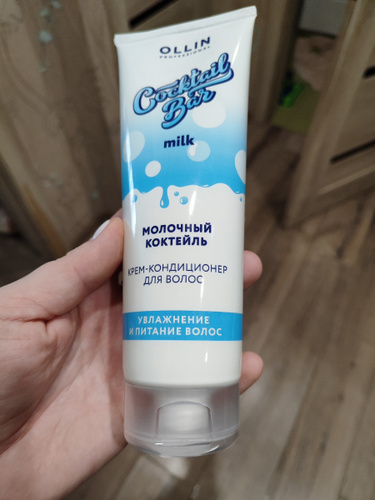 OLLIN
PROFESSIONAL
Cocktail
Bar
milk
МОЛОЧНЫЙ
КОКТЕЙЛЬ
КРЕМ-КОНДИЦИОНЕР
ДЛЯ ВОЛОС
УВЛАЖНЕНИЕ
И ПИТАНИЕ ВОЛОС